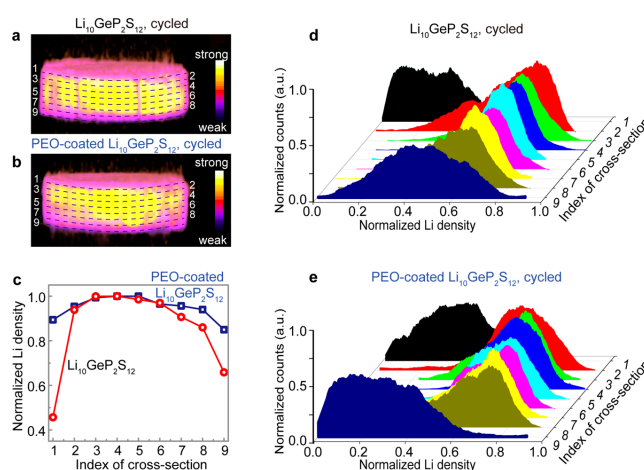 a
Li10GeP2S12, cycled
strong
1
3
5
7
9
2
4
6
8
weak
b
PEO-coated Li10GeP2S12, cycled
strong
1
3
5
7
9
2
4
6
8
weak
c
Normalized Li density
1.0
0.8
0.6
0.4
PEO-coated
Li10GeP2S12
Li10GeP2S12
1 2 3 4 5 6 7 8 9
Index of cross-section
d
Li10GeP2S12, cycled
Normalized counts (a.u.)
1.0
0.5
0.0
0.0 0.2 0.4 0.6 0.8 1.0
Normalized Li density
9 8 7 6 5 4 3 2 1
Index of cross-section
e
PEO-coated Li10GeP2S12, cycled
Normalized counts (a.u.)
1.0
0.5
0.0
0.0 0.2 0.4 0.6 0.8 1.0
Normalized Li density
9 8 7 6 5 4 3 2 1
Index of cross-section